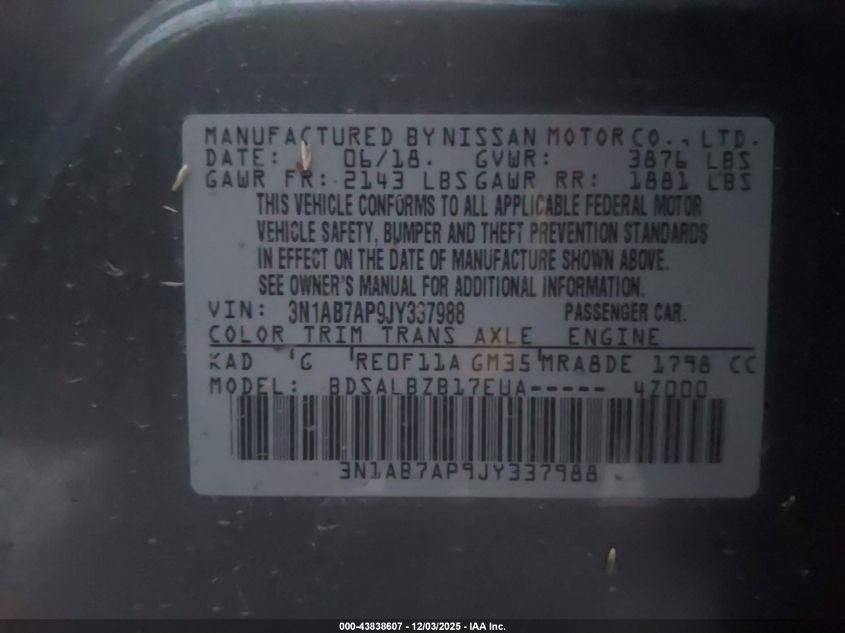 MANUFACTURED BY NISSAN MOTOR CO., LTD.
DATE: 06/18. GVWR: 3876 LBS
GAWR FR: 2143 LBS GAWR RR: 1881 LBS
THIS VEHICLE CONFORMS TO ALL APPLICABLE FEDERAL MOTOR
VEHICLE SAFETY, BUMPER AND THEFT PREVENTION STANDARDS
IN EFFECT ON THE DATE OF MANUFACTURE SHOWN ABOVE.
SEE OWNER'S MANUAL FOR ADDITIONAL INFORMATION.
VIN: 3N1AB7AP9JY337988 PASSENGER CAR.
COLOR TRIM TRANS AXLE ENGINE
KAD G RE0F11A GM35 MRA8DE 1798 CC
MODEL: BDSALBZB17EUA----- 4Z000
3N1AB7AP9JY337988
000-43838607 - 12/03/2025 - IAA Inc.